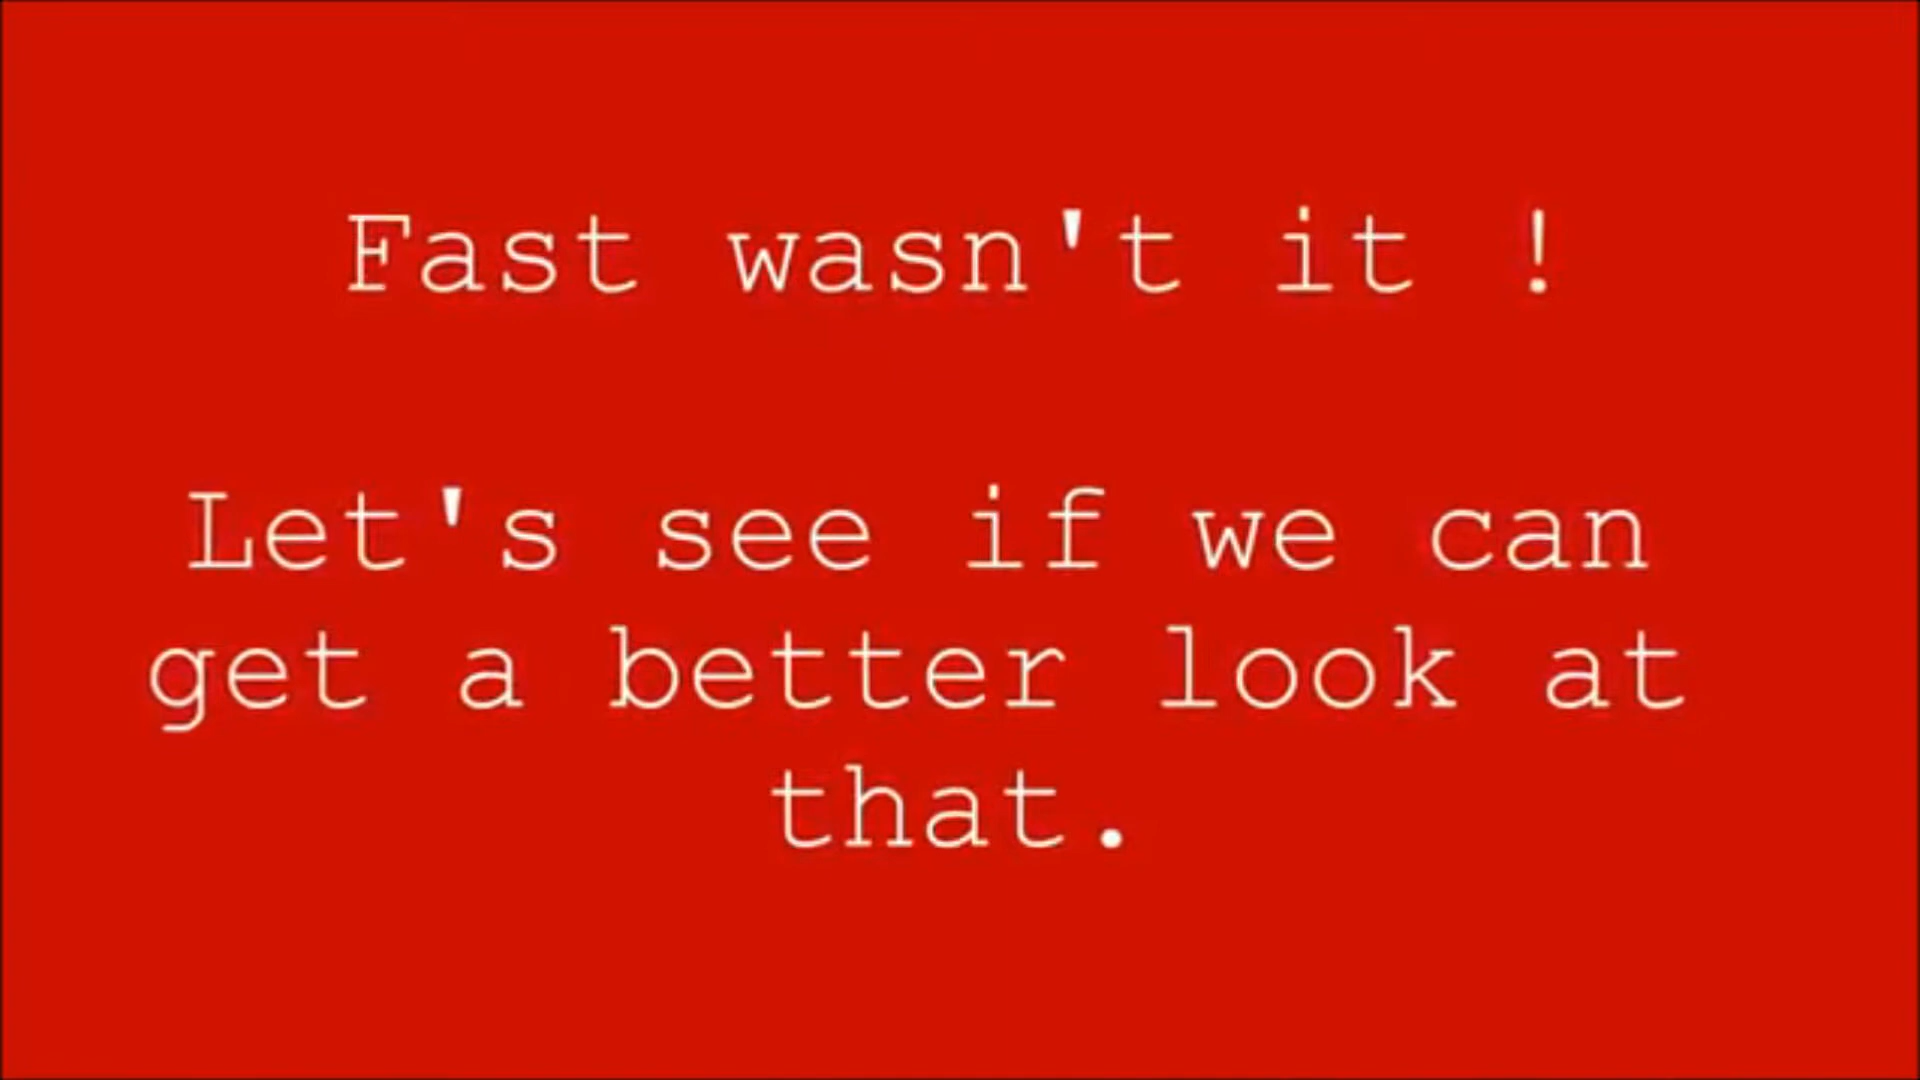 Fast wasn't it !
Let's see if we can
get a better look at
that.